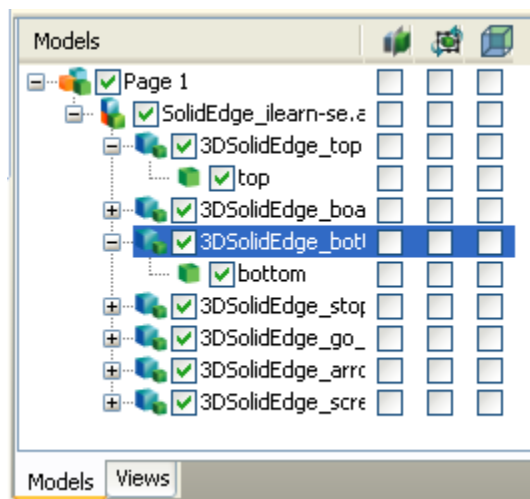 Models
Page 1
SolidEdge_ilearn-se.a
3DSolidEdge_top
top
3DSolidEdge_boa
3DSolidEdge_bot
bottom
3DSolidEdge_stop
3DSolidEdge_go_
3DSolidEdge_arro
3DSolidEdge_scre
Models Views